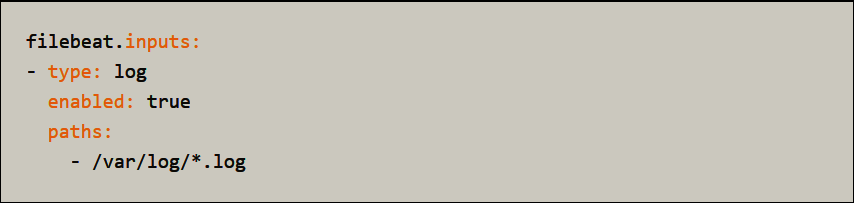 filebeat.inputs:
- type: log
  enabled: true
  paths:
    - /var/log/*.log